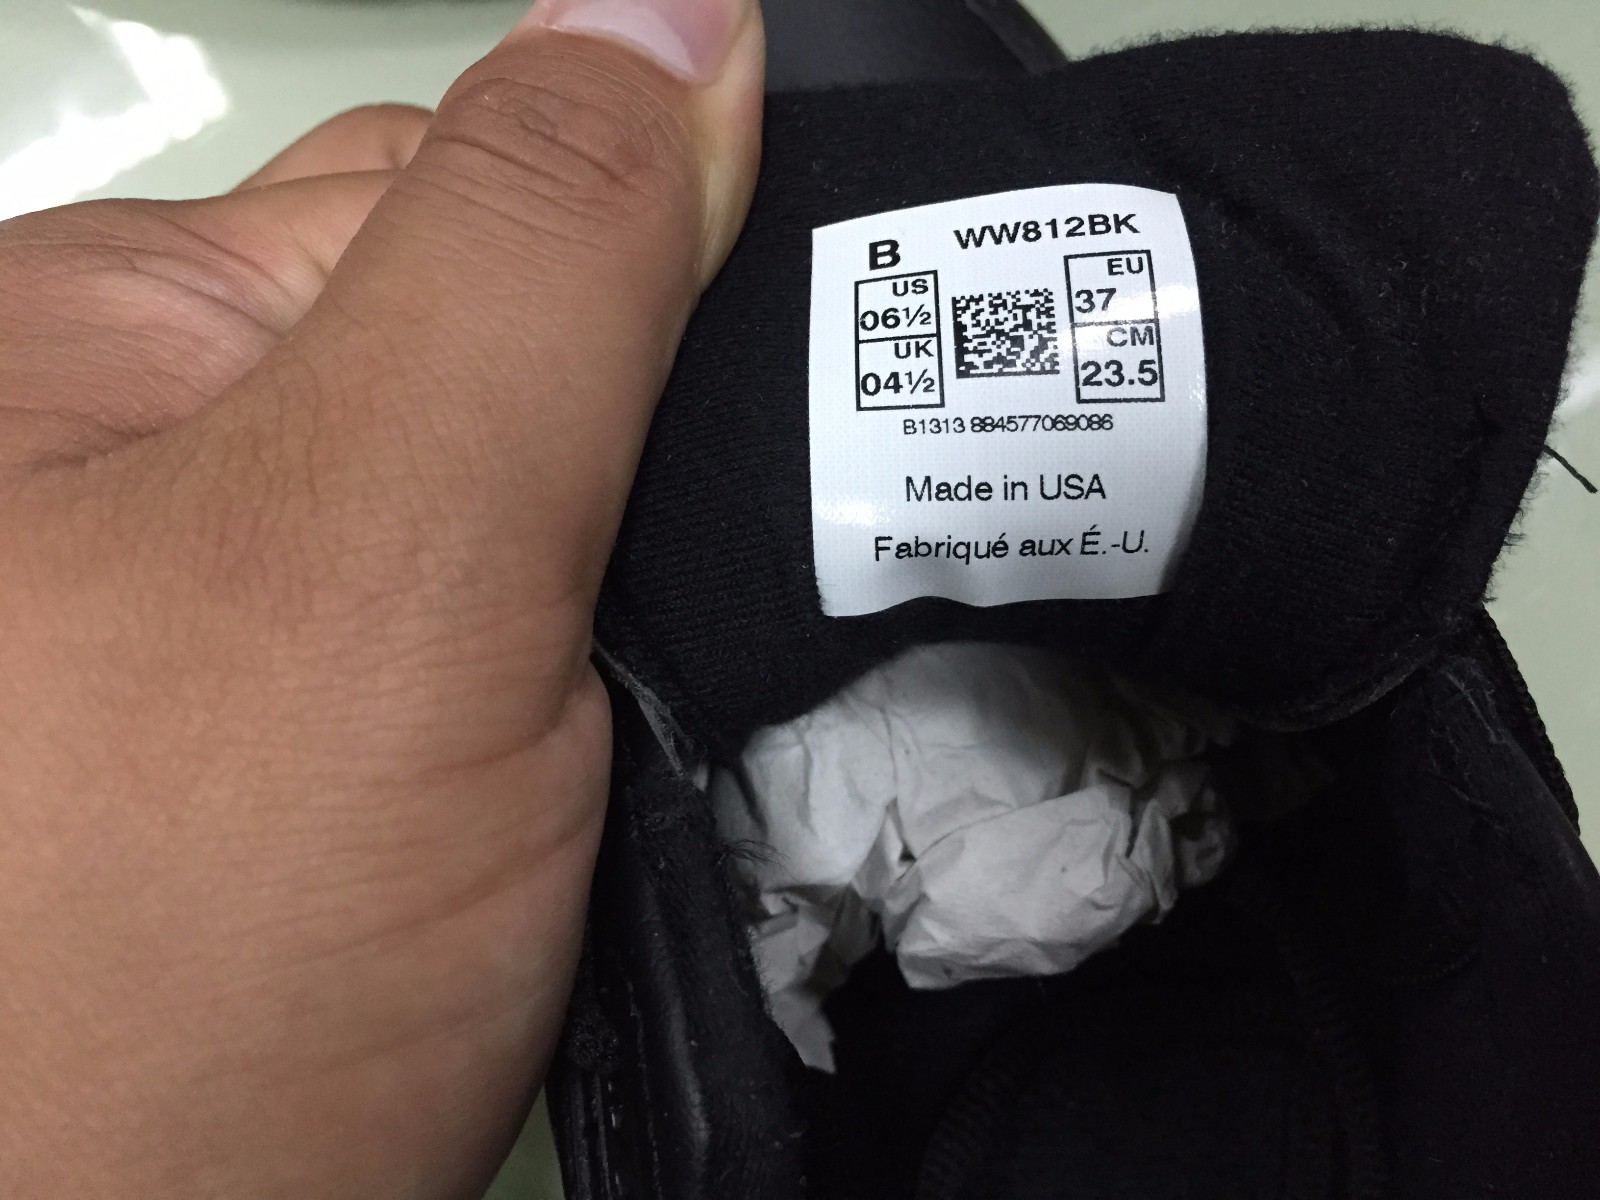 B WW812BK
US 06½
EU 37
UK 04½
CM 23.5
B1313 884577069086
Made in USA
Fabriqué aux É.-U.